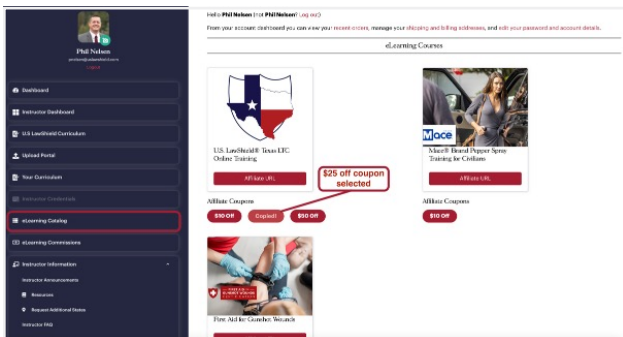 Phil Nelson
Logout
Dashboard
Instructor Dashboard
U.S LawShield Curriculum
Upload Portal
Your Curriculum
Instructor Credentials
eLearning Catalog
eLearning Commissions
Instructor Information
Instructor Announcements
Resources
Request Additional States
Instructor FAQ
Hello Phil Nelson (not Phil Nelson? Log out)
From your account dashboard you can view your recent orders, manage your shipping and billing addresses, and edit your password and account details.
eLearning Courses
U.S. LawShield® Texas LTC
Online Training
Affiliate URL
$25 off coupon
selected
Affiliate Coupons
$10 Off
Copied!
$50 Off
Mace
Mace® Brand Pepper Spray
Training for Civilians
Affiliate URL
Affiliate Coupons
$10 Off
First Aid for Gunshot Wounds